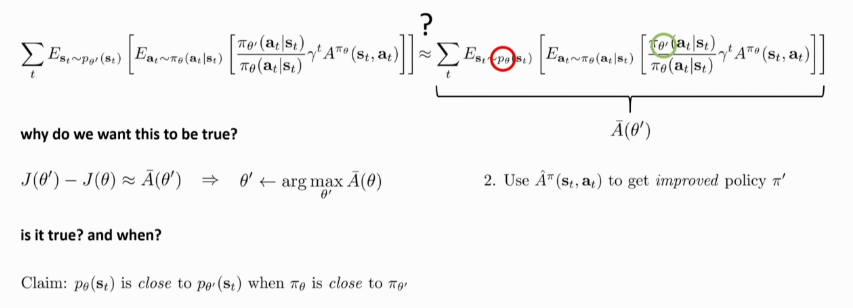 ?
$\sum_t E_{\mathbf{s}_t \sim p_{\theta'}(\mathbf{s}_t)} \left[ E_{\mathbf{a}_t \sim \pi_\theta(\mathbf{a}_t|\mathbf{s}_t)} \left[ \frac{\pi_{\theta'}(\mathbf{a}_t|\mathbf{s}_t)}{\pi_\theta(\mathbf{a}_t|\mathbf{s}_t)} \gamma^t A^{\pi_\theta}(\mathbf{s}_t, \mathbf{a}_t) \right] \right] \approx \sum_t E_{\mathbf{s}_t \sim p_\theta(\mathbf{s}_t)} \left[ E_{\mathbf{a}_t \sim \pi_\theta(\mathbf{a}_t|\mathbf{s}_t)} \left[ \frac{\pi_{\theta'}(\mathbf{a}_t|\mathbf{s}_t)}{\pi_\theta(\mathbf{a}_t|\mathbf{s}_t)} \gamma^t A^{\pi_\theta}(\mathbf{s}_t, \mathbf{a}_t) \right] \right]$
$\bar{A}(\theta')$
why do we want this to be true?
$J(\theta') - J(\theta) \approx \bar{A}(\theta') \quad \Rightarrow \quad \theta' \leftarrow \arg\max_{\theta'} \bar{A}(\theta)$
2. Use $\hat{A}^\pi(\mathbf{s}_t, \mathbf{a}_t)$ to get improved policy $\pi'$
is it true? and when?
Claim: $p_\theta(\mathbf{s}_t)$ is close to $p_{\theta'}(\mathbf{s}_t)$ when $\pi_\theta$ is close to $\pi_{\theta'}$